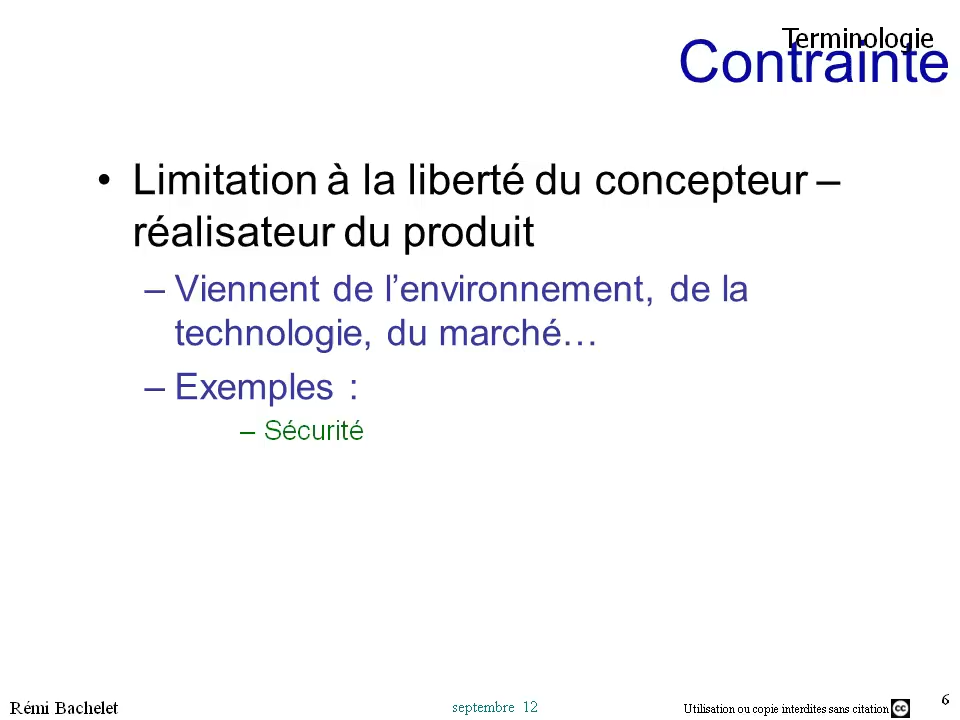 Terminologie
Contrainte
• Limitation à la liberté du concepteur –
réalisateur du produit
– Viennent de l’environnement, de la
technologie, du marché…
– Exemples :
– Sécurité
Rémi Bachelet
septembre 12
Utilisation ou copie interdites sans citation
cc
6